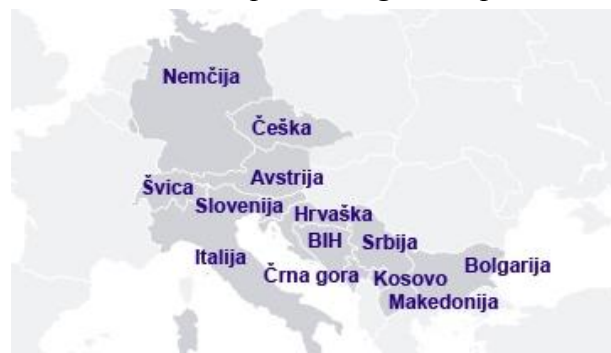 Nemčija
Češka
Švica
Avstrija
Slovenija
Hrvaška
BIH
Srbija
Italija
Črna gora
Kosovo
Bolgarija
Makedonija